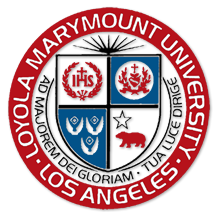 LOYOLA MARYMOUNT UNIVERSITY
· LOS ANGELES ·
AD MAJOREM DEI GLORIAM · TUA LUCE DIRIGE
IHS